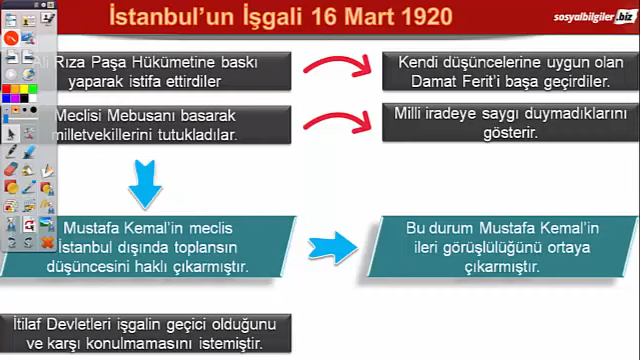 İstanbul'un İşgali 16 Mart 1920
sosyalbilgiler.biz
Ali Rıza Paşa Hükümetine baskı
yaparak istifa ettirdiler
Kendi düşüncelerine uygun olan
Damat Ferit'i başa geçirdiler.
Meclisi Mebusanı basarak
milletvekillerini tutukladılar.
Milli iradeye saygı duymadıklarını
gösterir.
Mustafa Kemal'in meclis
İstanbul dışında toplansın
düşüncesini haklı çıkarmıştır.
Bu durum Mustafa Kemal'in
ileri görüşlülüğünü ortaya
çıkarmıştır.
İtilaf Devletleri işgalin geçici olduğunu
ve karşı konulmamasını istemiştir.